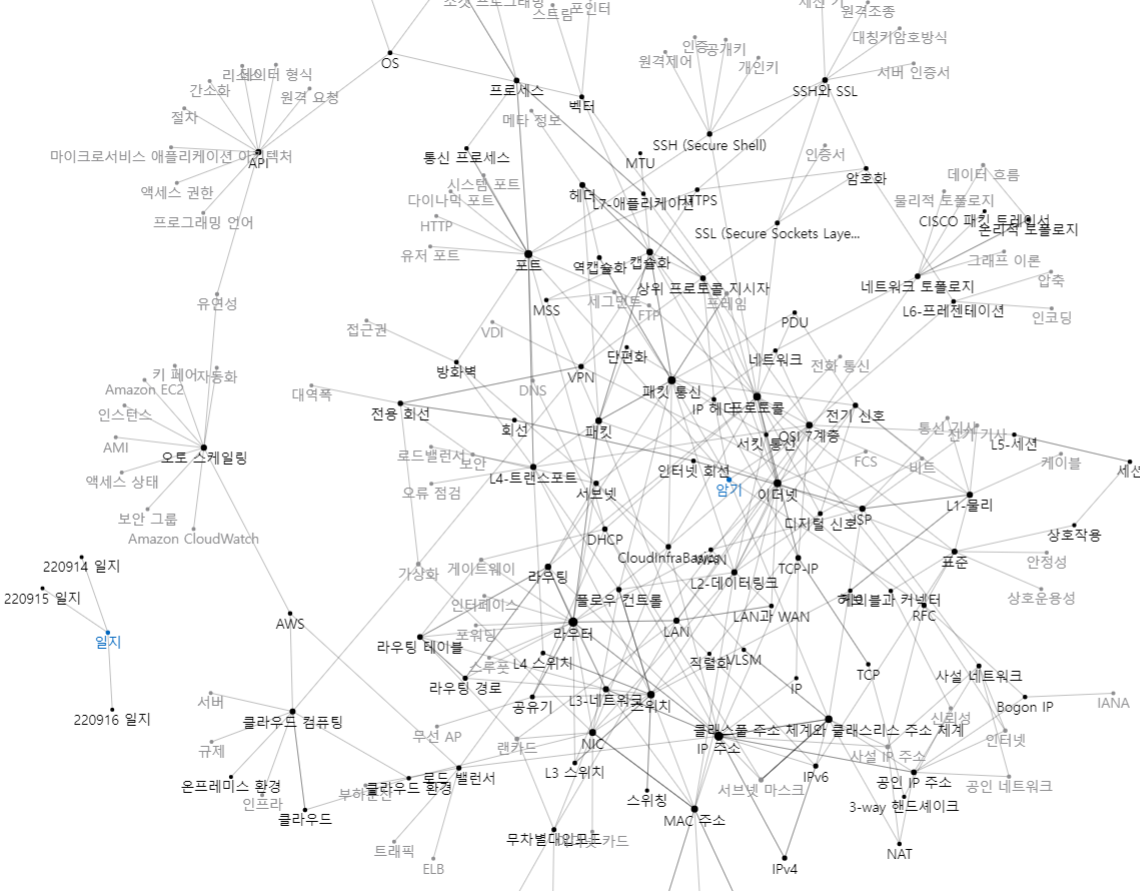 소켓 프로그래밍
스트림
포인터
원격조종
대칭키암호방식
OS
인증
공개키
원격제어
개인키
서버 인증서
데이터 형식
간소화
원격 요청
프로세스
벡터
SSH와 SSL
절차
메타 정보
SSH (Secure Shell)
마이크로서비스 애플리케이션 아키텍처
API
통신 프로세스
MTU
인증서
암호화
데이터 흐름
액세스 권한
시스템 포트
다이나믹 포트
헤더
L7-애플리케이션
HTTPS
물리적 토폴로지
프로그래밍 언어
HTTP
SSL (Secure Sockets Laye...
CISCO 패킷 트레이서
논리적 토폴로지
유저 포트
포트
역캡슐화
캡슐화
그래프 이론
상위 프로토콜 지시자
네트워크 토폴로지
압축
유연성
MSS
세그먼트
프레임
FTP
L6-프레젠테이션
인코딩
접근권
VDI
PDU
단편화
네트워크
전화 통신
방화벽
VPN
키 페어
자동화
Amazon EC2
대역폭
DNS
패킷 통신
인스턴스
전용 회선
IP 헤더
프로토콜
전기 신호
AMI
회선
패킷
서킷 통신
OSI 7계층
통신 기사
전기 기사
L5-세션
오토 스케일링
로드밸런서
보안
인터넷 회선
FCS
비트
케이블
세션
액세스 상태
L4-트랜스포트
오류 점검
서브넷
암기
이더넷
L1-물리
보안 그룹
디지털 신호
ISP
상호작용
Amazon CloudWatch
DHCP
CloudInfraBasics
WAN
TCP-IP
표준
안정성
220914 일지
가상화
게이트웨이
라우팅
L2-데이터링크
220915 일지
인터페이스
플로우 컨트롤
허브
케이블과 커넥터
상호운용성
AWS
LAN과 WAN
RFC
일지
포워딩
라우터
LAN
라우팅 테이블
스루풋
L4 스위치
직렬화
VLSM
TCP
사설 네트워크
라우팅 경로
IP
서버
공유기
L3-네트워크
스위치
Bogon IP
IANA
220916 일지
클라우드 컴퓨팅
신뢰성
무선 AP
클래스풀 주소 체계와 클래스리스 주소 체계
규제
랜카드
NIC
IP 주소
인터넷
사설 IP 주소
온프레미스 환경
클라우드 환경
로드 밸런서
L3 스위치
IPv6
공인 IP 주소
인프라
부하분산
스위칭
서브넷 마스크
공인 네트워크
클라우드
3-way 핸드셰이크
MAC 주소
트래픽
무차별대입모드
ELB
IPv4
NAT